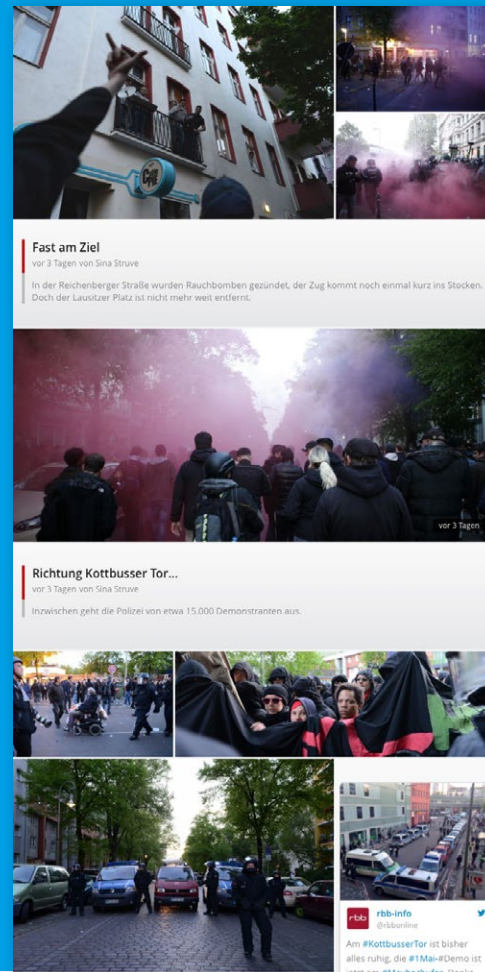 Fast am Ziel
vor 3 Tagen von Sina Struve
In der Reichenberger Straße wurden Rauchbomben gezündet, der Zug kommt noch einmal kurz ins Stocken.
Doch der Lausitzer Platz ist nicht mehr weit entfernt.
vor 3 Tagen
Richtung Kottbusser Tor...
vor 3 Tagen von Sina Struve
Inzwischen geht die Polizei von etwa 15.000 Demonstranten aus.
rbb
rbb-info
@rbbonline
Am #KottbusserTor ist bisher
alles ruhig, die #1Mai-#Demo ist